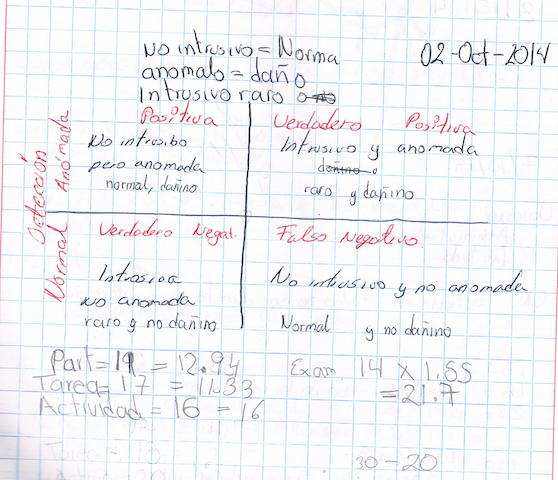 No intrusivo = Norma
02-Oct-2014
anomalo = daño
Intrusivo raro
Detección
Anómada
Normal
Positiva
No intrusibo
pero anomada
normal, dañino
Verdadero Positiva
Intrusivo y anomada
dañino o
raro y dañino
Verdadero Negat.
Introsiva
No anomada
raro y no dañino
Falso Negativo.
No intrusivo y no anomada
Normal y no dañino
Part = 11 = 12.94
Tarea = 17 = 11.33
Actividad = 16 = 16
Exam 14 x 1.55
= 21.7
30 - 20